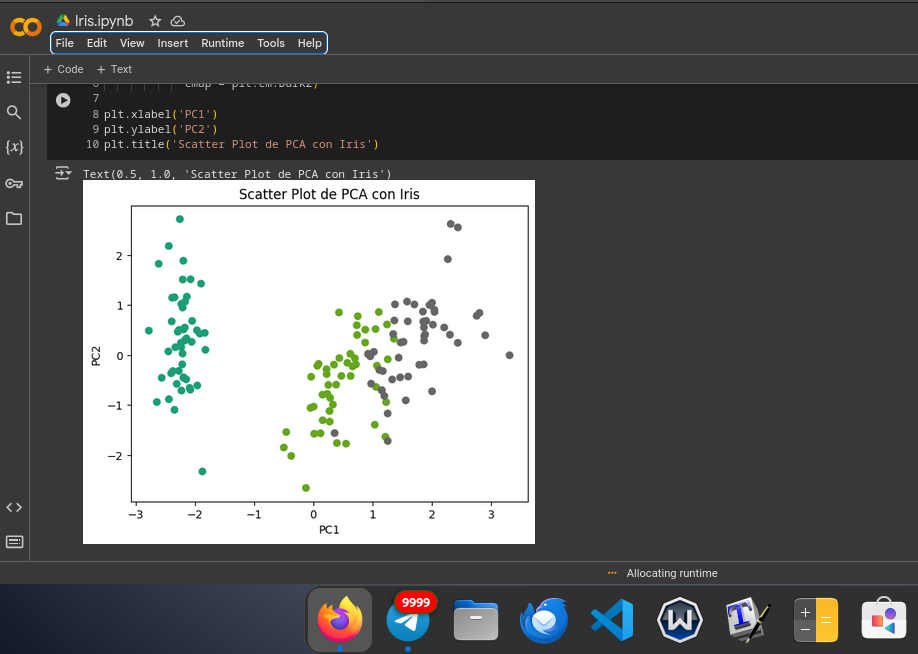 Iris.ipynb
File Edit View Insert Runtime Tools Help
+ Code + Text
6 cmap = plt.cm.Dark2)
7
8 plt.xlabel('PC1')
9 plt.ylabel('PC2')
10 plt.title('Scatter Plot de PCA con Iris')
{x}
Text(0.5, 1.0, 'Scatter Plot de PCA con Iris')
Scatter Plot de PCA con Iris
2
1
0
−1
−2
PC2
−3 −2 −1 0 1 2 3
PC1
Allocating runtime
9999
W
T